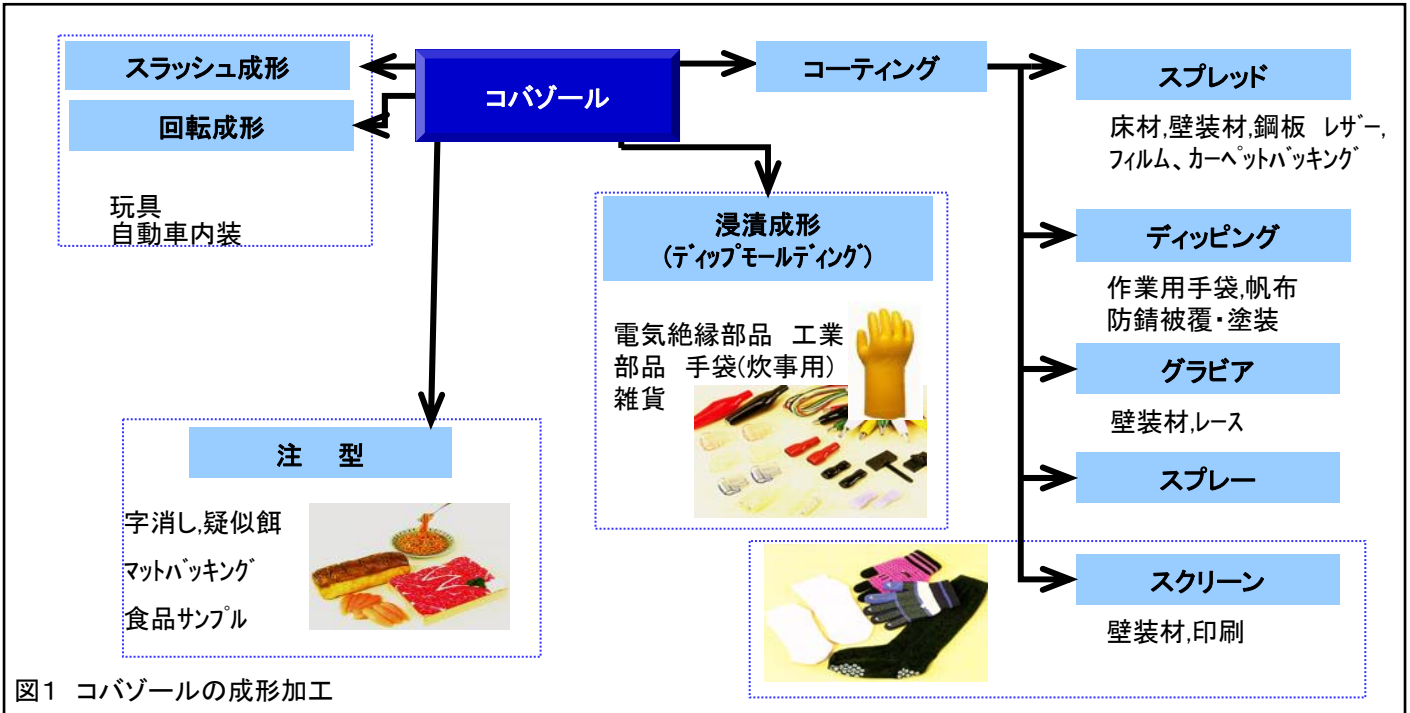 スラッシュ成形
回転成形
玩具
自動車内装
コバゾール
コーティング
スプレッド
床材,壁装材,鋼板 ﾚｻﾞｰ,
ﾌｨﾙﾑ、ｶｰﾍﾟｯﾄﾊﾞｯｷﾝｸﾞ
浸漬成形
(ﾃﾞｨｯﾌﾟﾓｰﾙﾃﾞｨﾝｸﾞ)
電気絶縁部品 工業
部品 手袋(炊事用)
雑貨
ディッピング
作業用手袋,帆布
防錆被覆・塗装
グラビア
壁装材,ﾚｰｽ
スプレー
スクリーン
壁装材,印刷
注 型
字消し,疑似餌
ﾏｯﾄﾊﾞｯｷﾝｸﾞ
食品ｻﾝﾌﾟﾙ
図1 コバゾールの成形加工